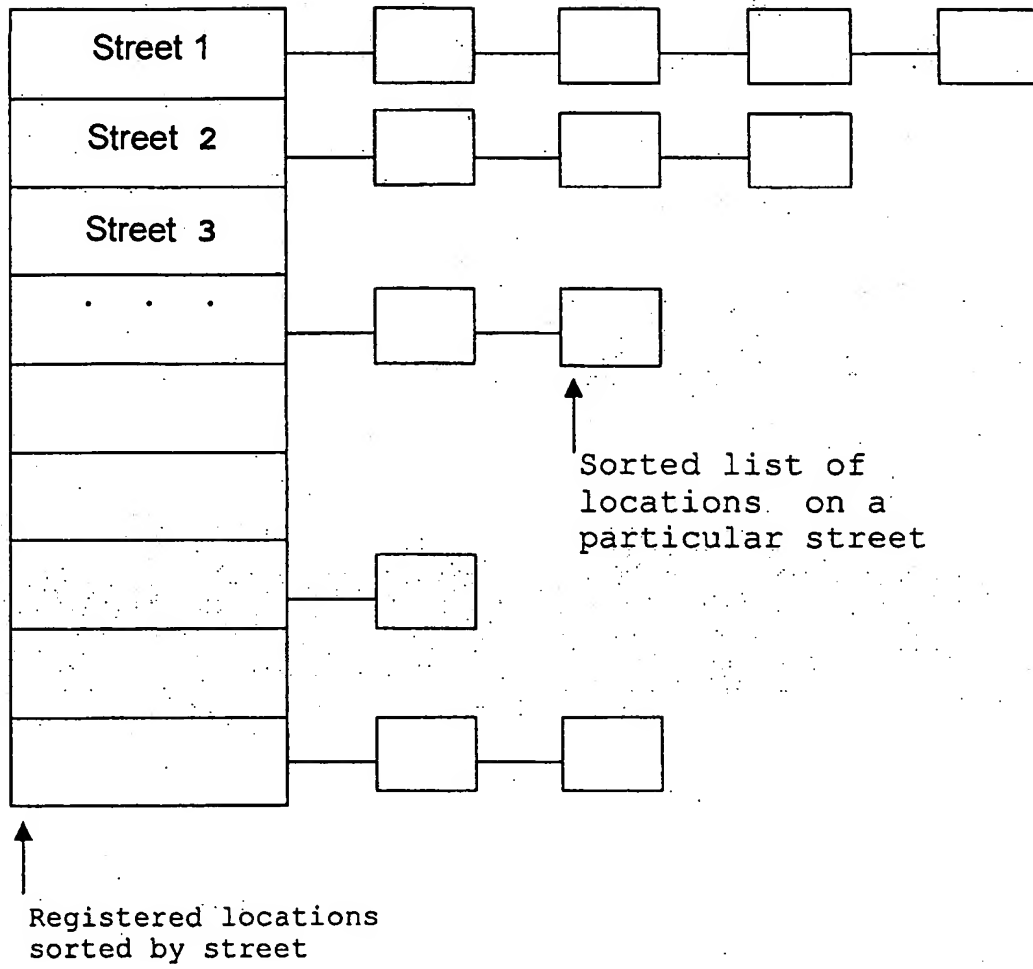 Street 1
Street 2
Street 3
. . .
Sorted list of
locations on a
particular street
Registered locations
sorted by street